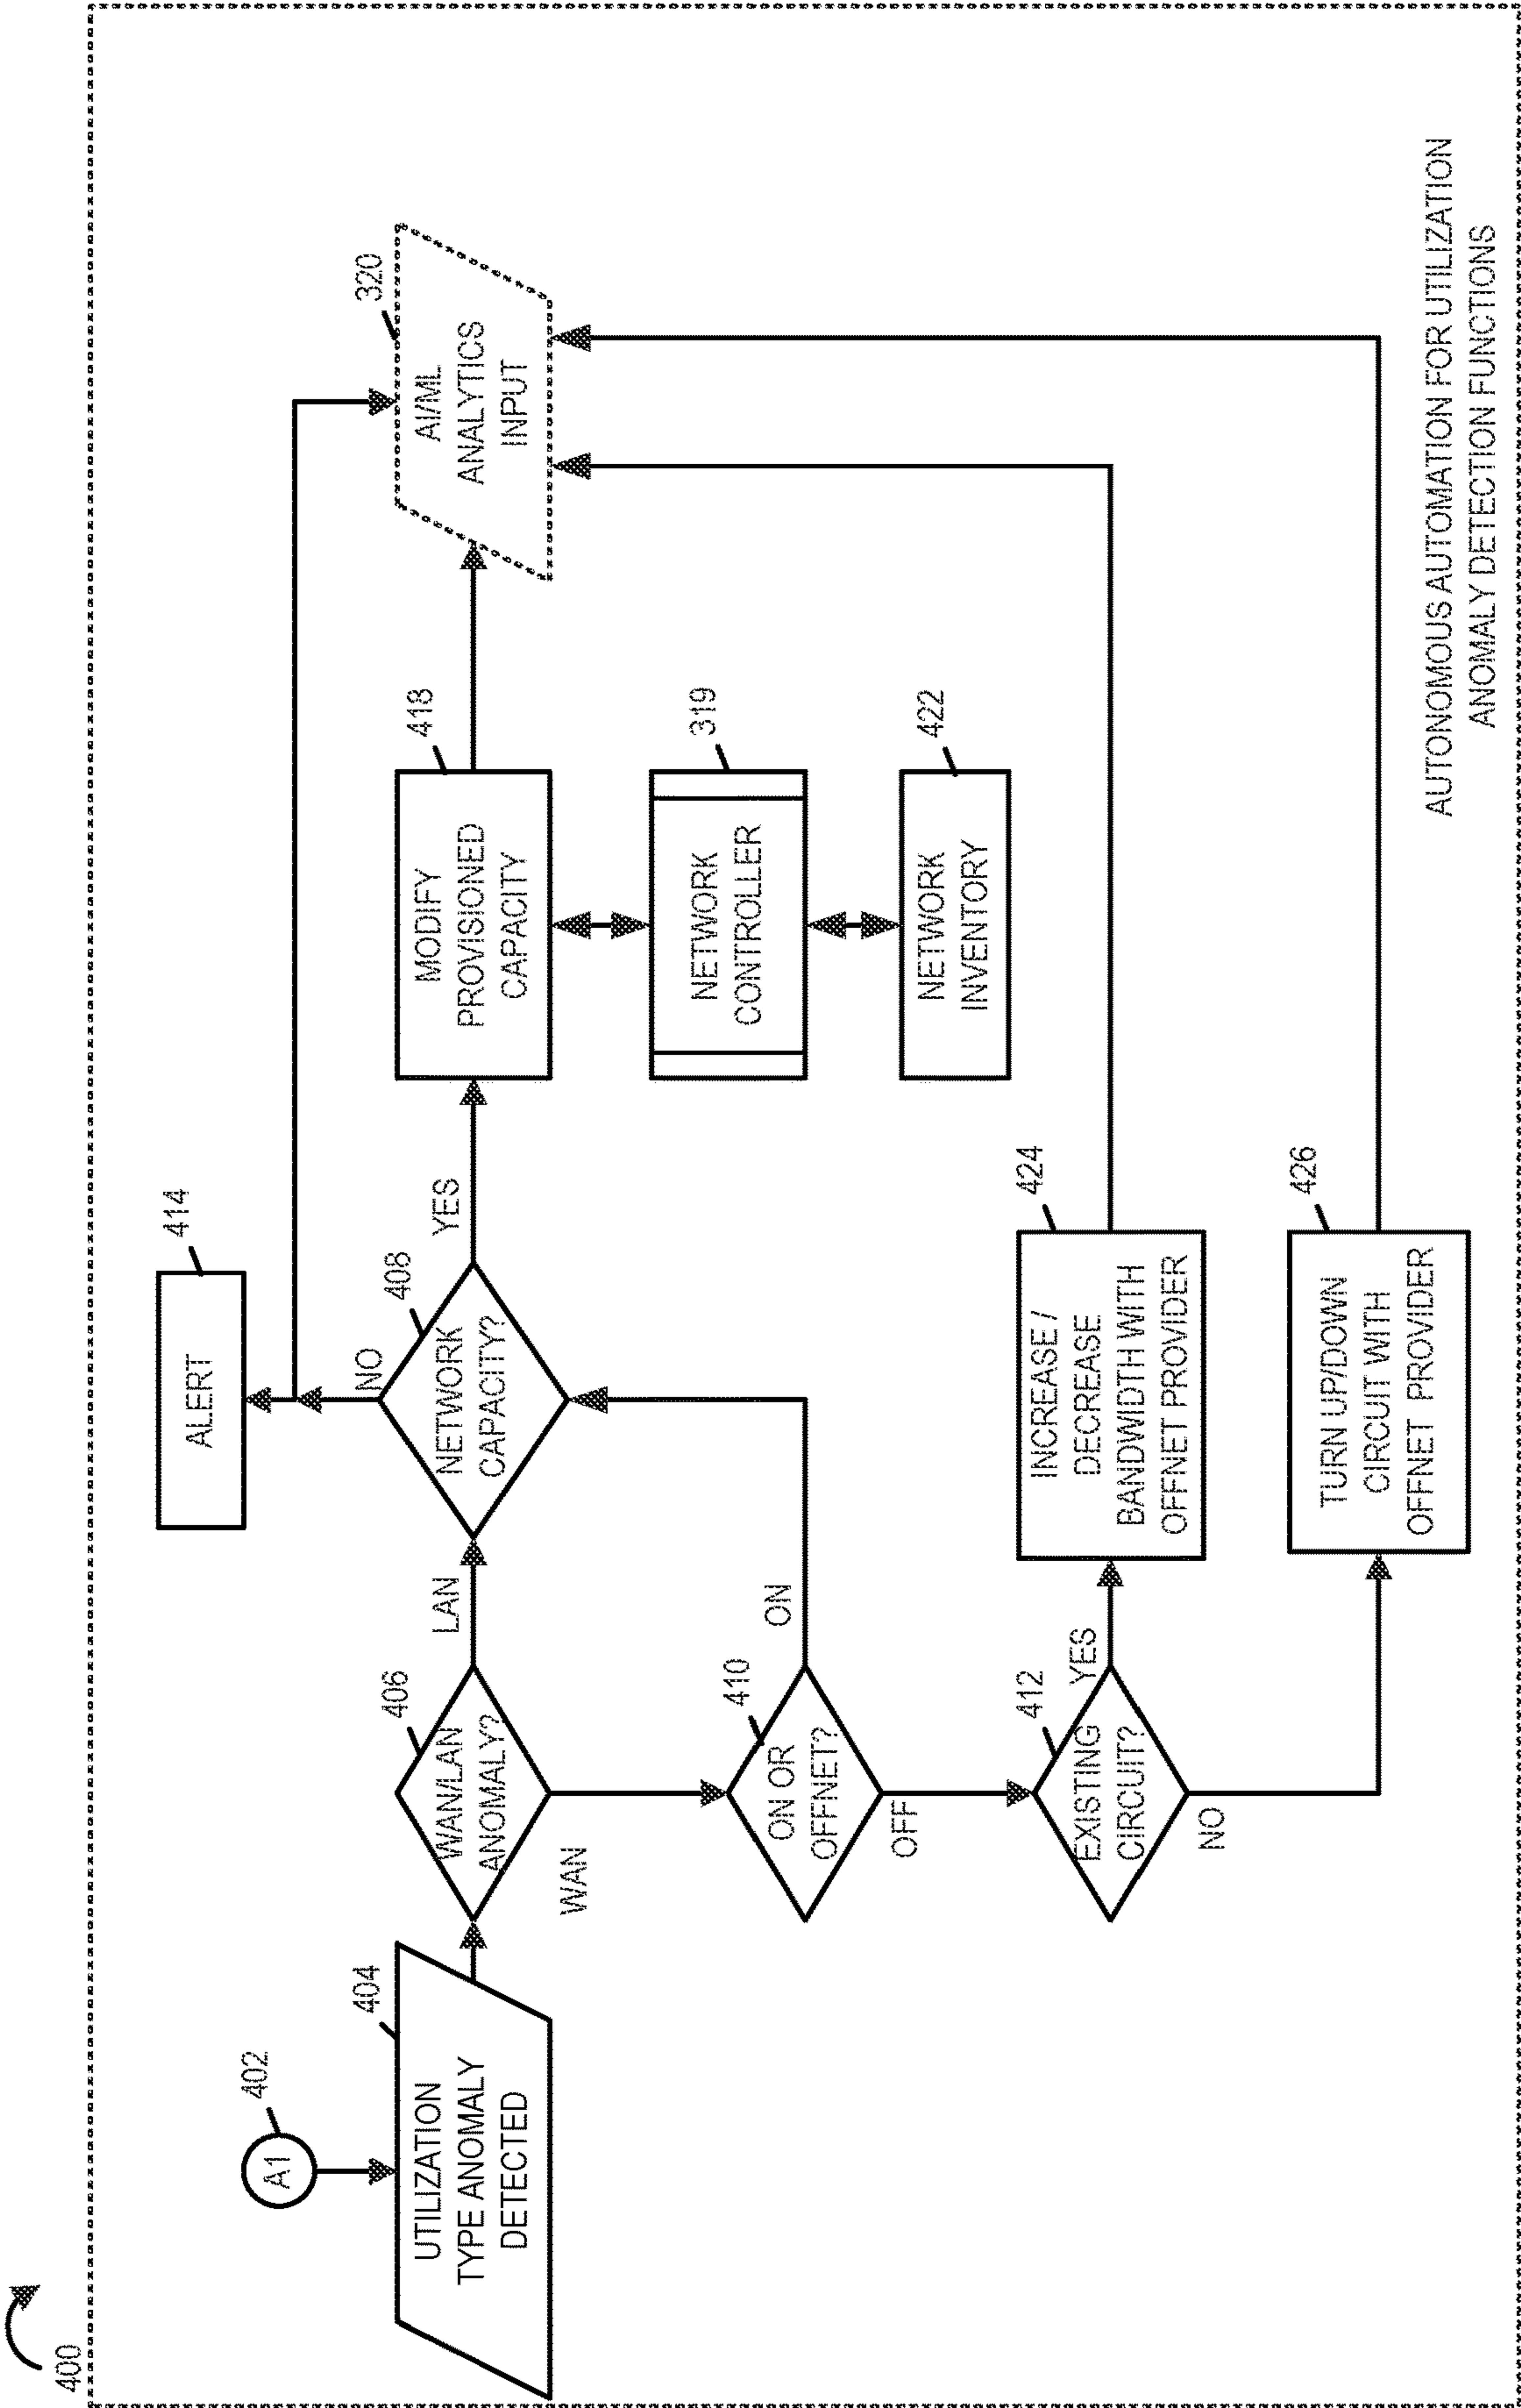 400
402
A1
404
UTILIZATION
TYPE ANOMALY
DETECTED
406
WAN/LAN
ANOMALY?
LAN
WAN
408
NETWORK
CAPACITY?
NO
YES
414
ALERT
418
MODIFY
PROVISIONED
CAPACITY
320
AI/ML
ANALYTICS
INPUT
319
NETWORK
CONTROLLER
422
NETWORK
INVENTORY
410
ON OR
OFFNET?
ON
OFF
412
EXISTING
CIRCUIT?
YES
NO
424
INCREASE /
DECREASE
BANDWIDTH WITH
OFFNET PROVIDER
426
TURN UP/DOWN
CIRCUIT WITH
OFFNET PROVIDER
AUTONOMOUS AUTOMATION FOR UTILIZATION
ANOMALY DETECTION FUNCTIONS